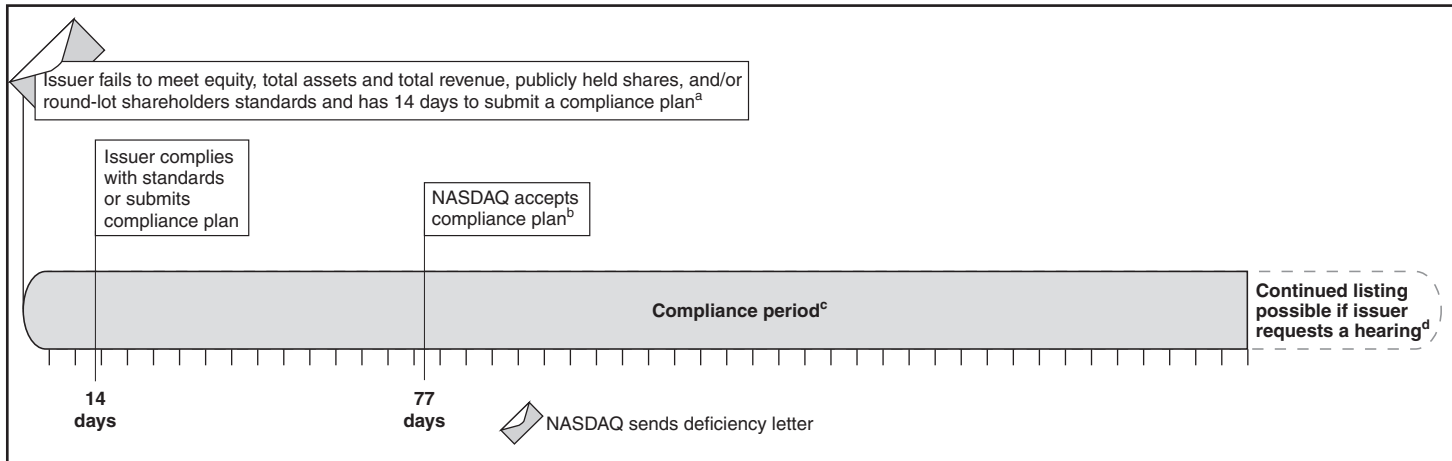 Issuer fails to meet equity, total assets and total revenue, publicly held shares, and/or
round-lot shareholders standards and has 14 days to submit a compliance planᵃ
Issuer complies
with standards
or submits
compliance plan
NASDAQ accepts
compliance planᵇ
Compliance periodᶜ
Continued listing
possible if issuer
requests a hearingᵈ
14
days
77
days
NASDAQ sends deficiency letter